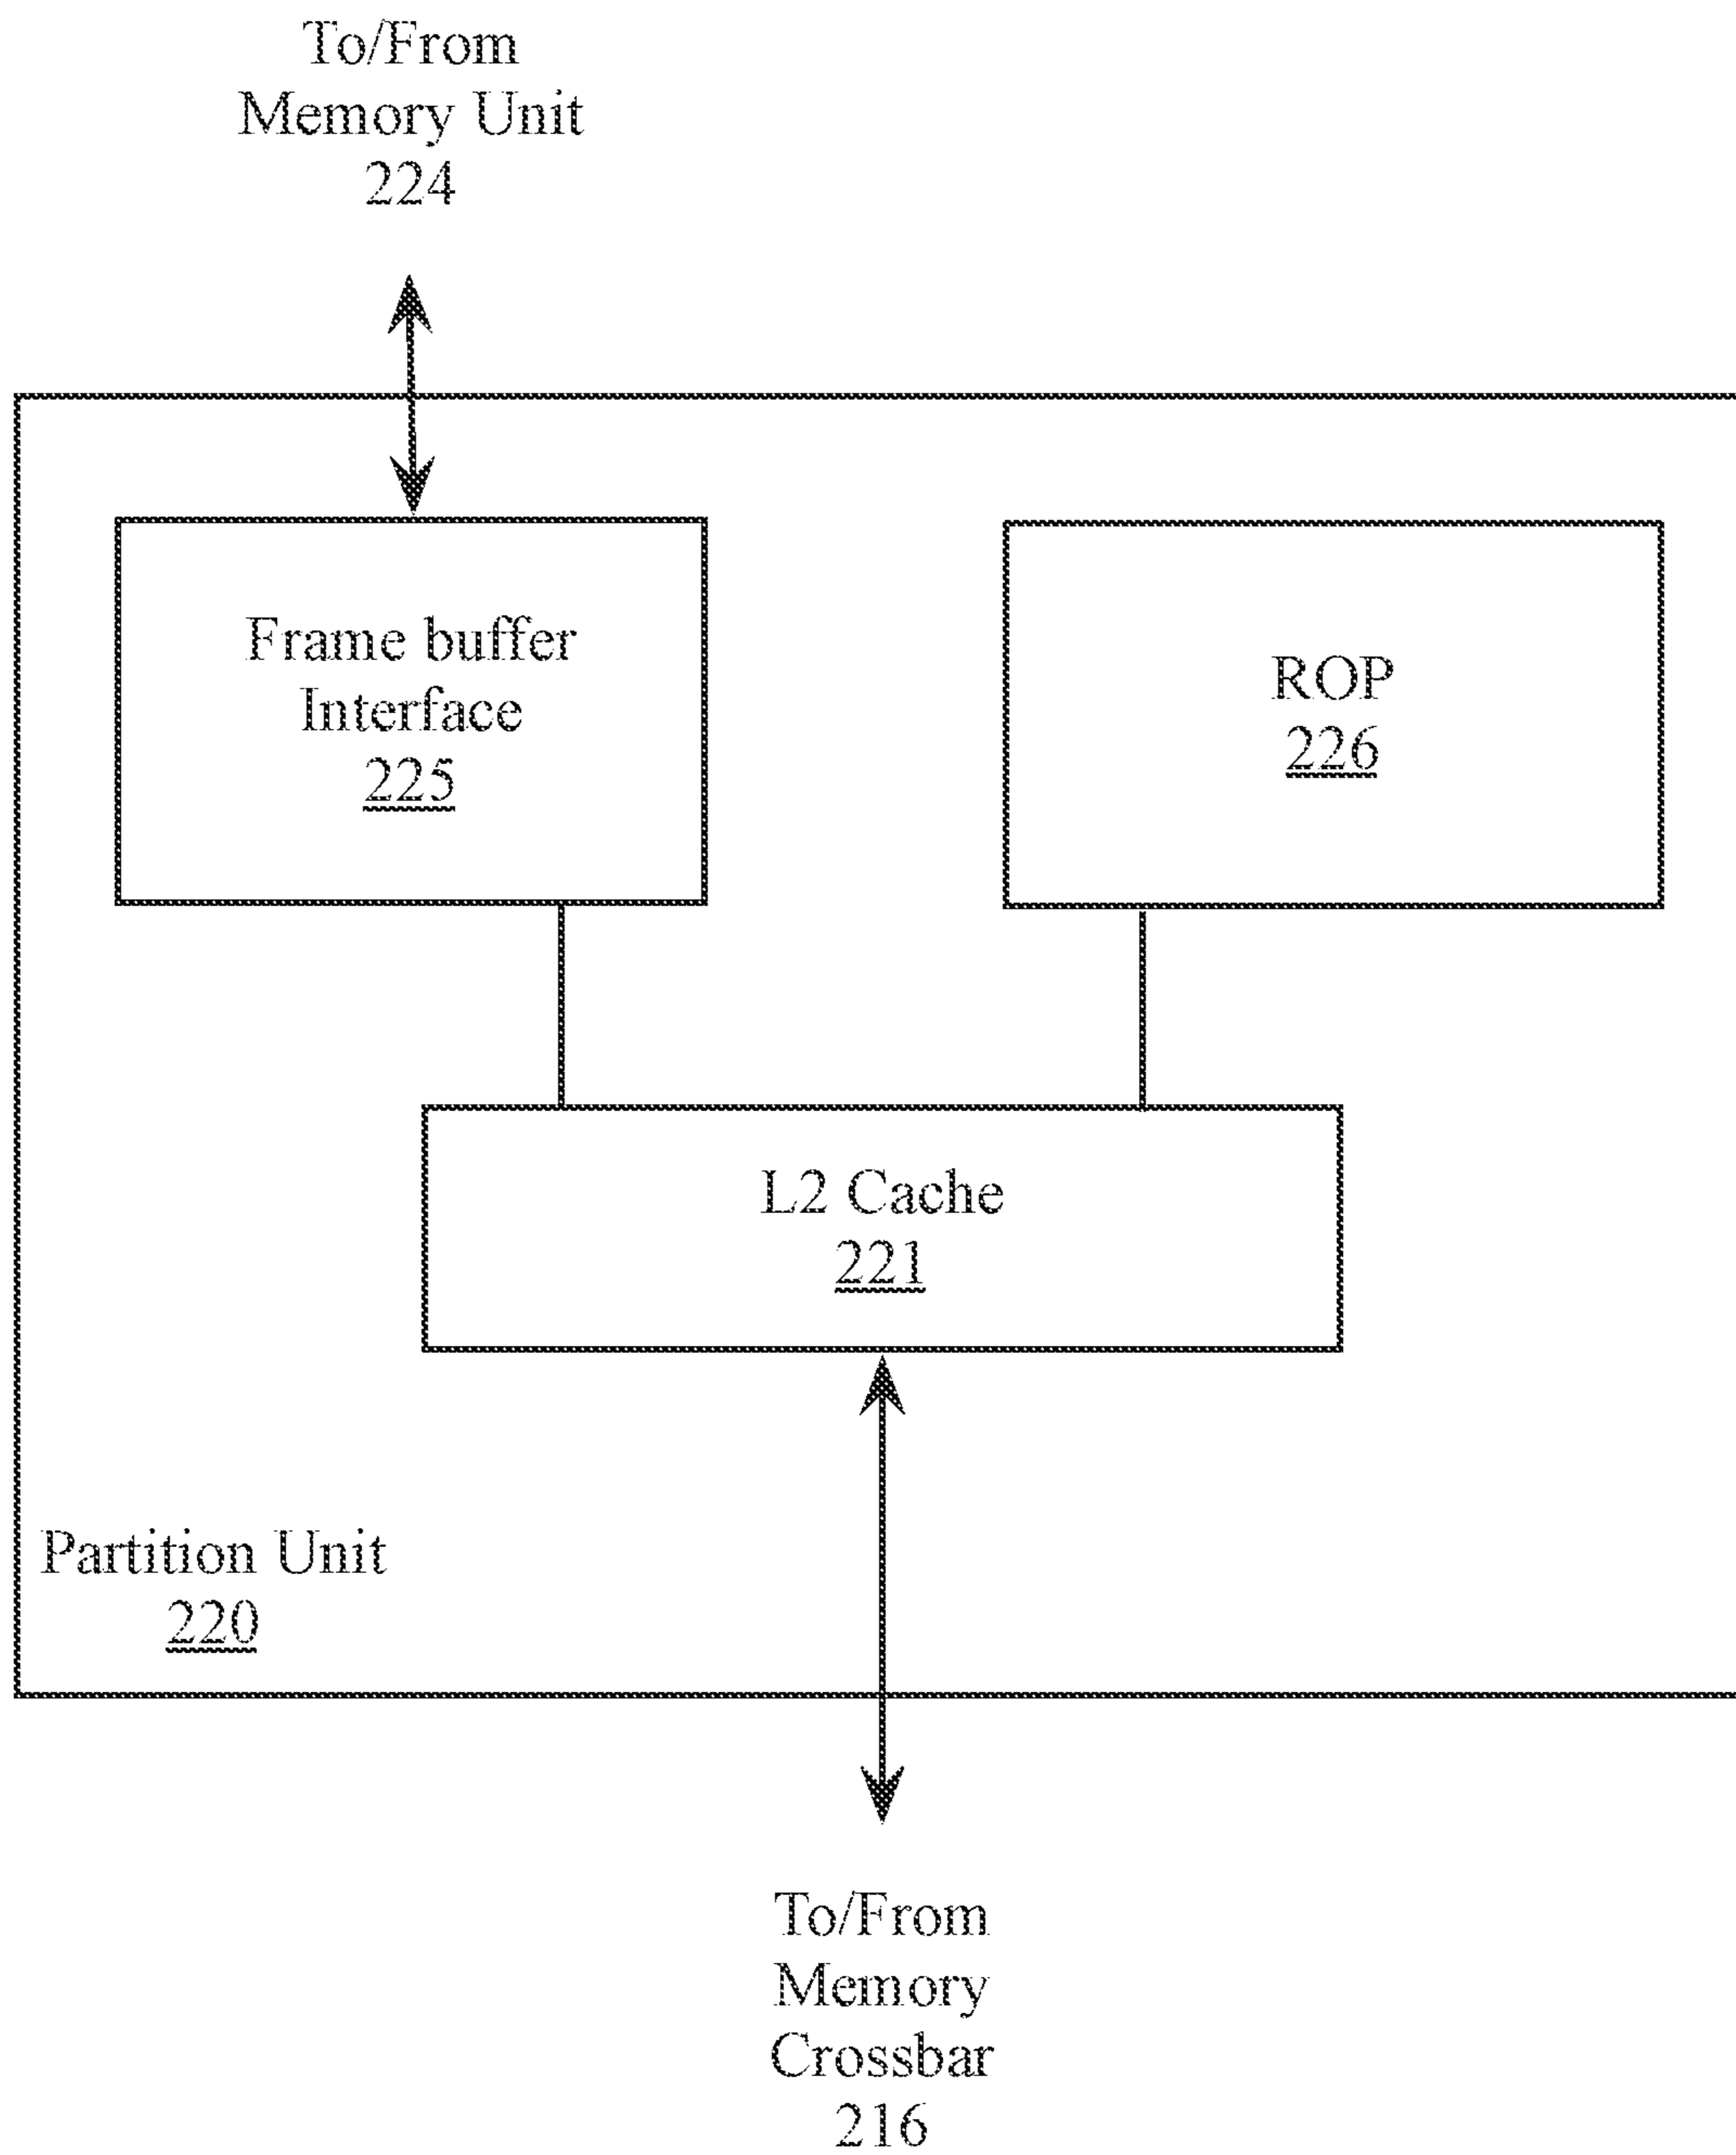 To/From
Memory Unit
224
Frame buffer
Interface
225
ROP
226
L2 Cache
221
Partition Unit
220
To/From
Memory
Crossbar
216